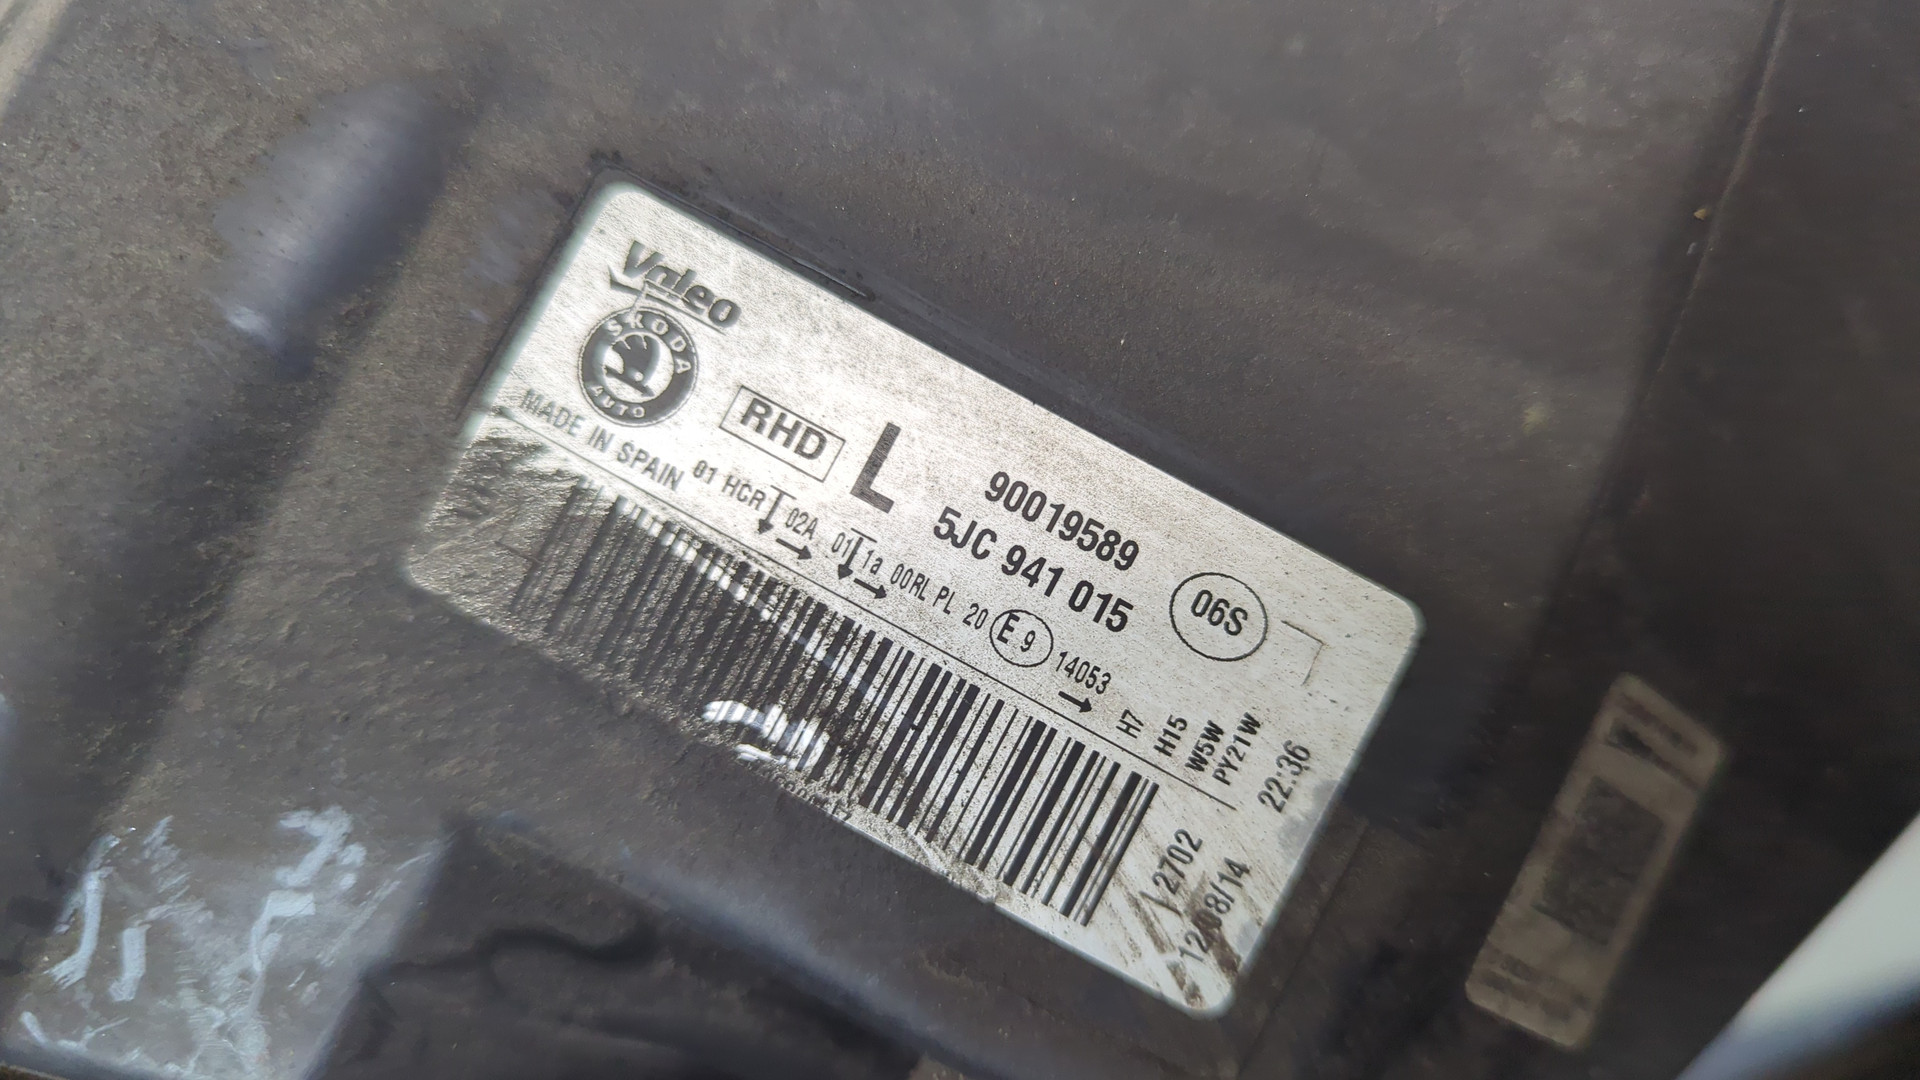 Valeo
SKODA
AUTO
MADE IN SPAIN
RHD
L
90019589
5JC 941 015
06S
01 HCR 02A 01 1a 00RL PL 20 E 9 14053
H7
H15
W5W
PY21W
22:36
2702
08/14